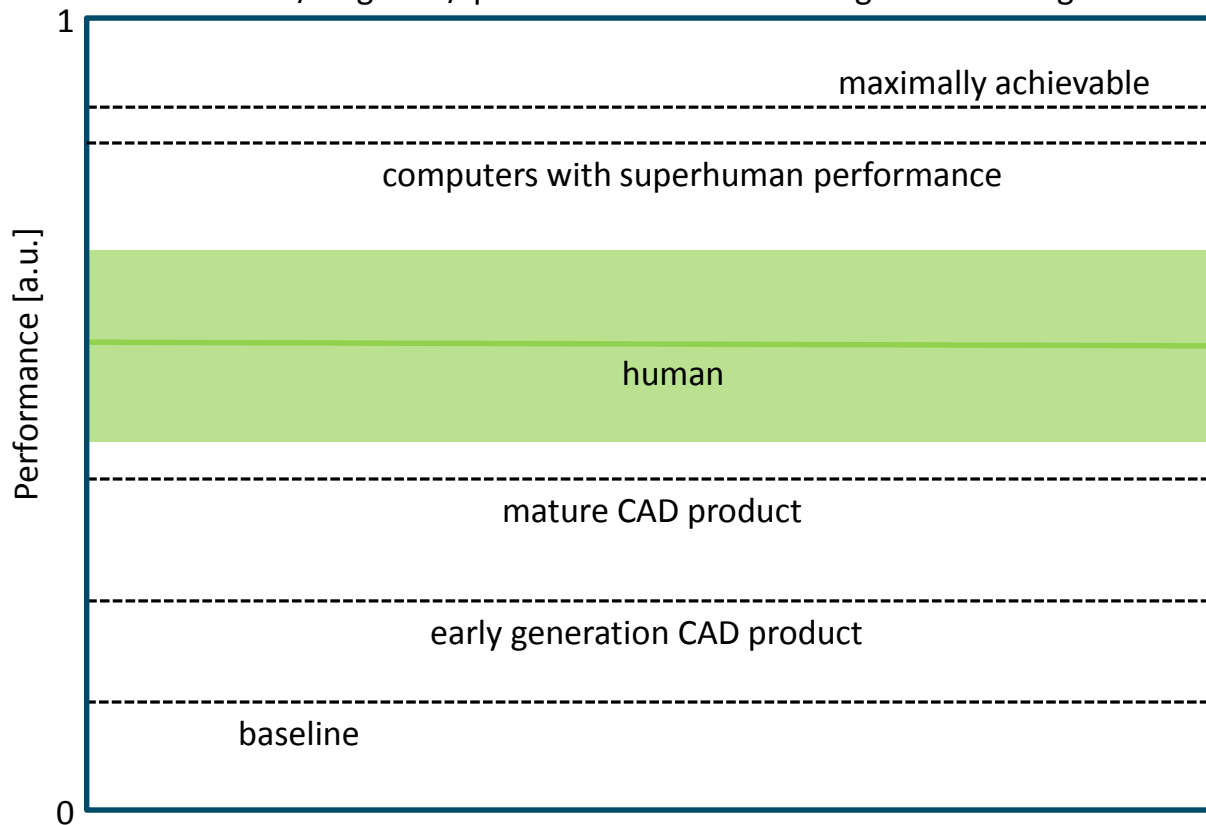 1
maximally achievable
computers with superhuman performance
Performance [a.u.]
human
mature CAD product
early generation CAD product
baseline
0